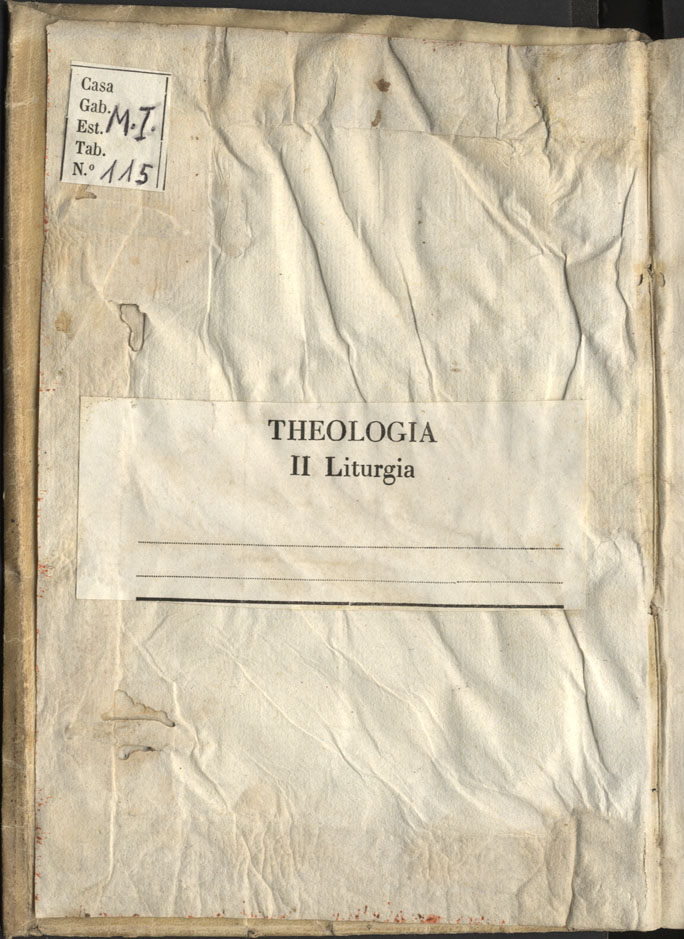 Casa
Gab.
Est. M.I.
Tab.
N.º 115
THEOLOGIA
II Liturgia